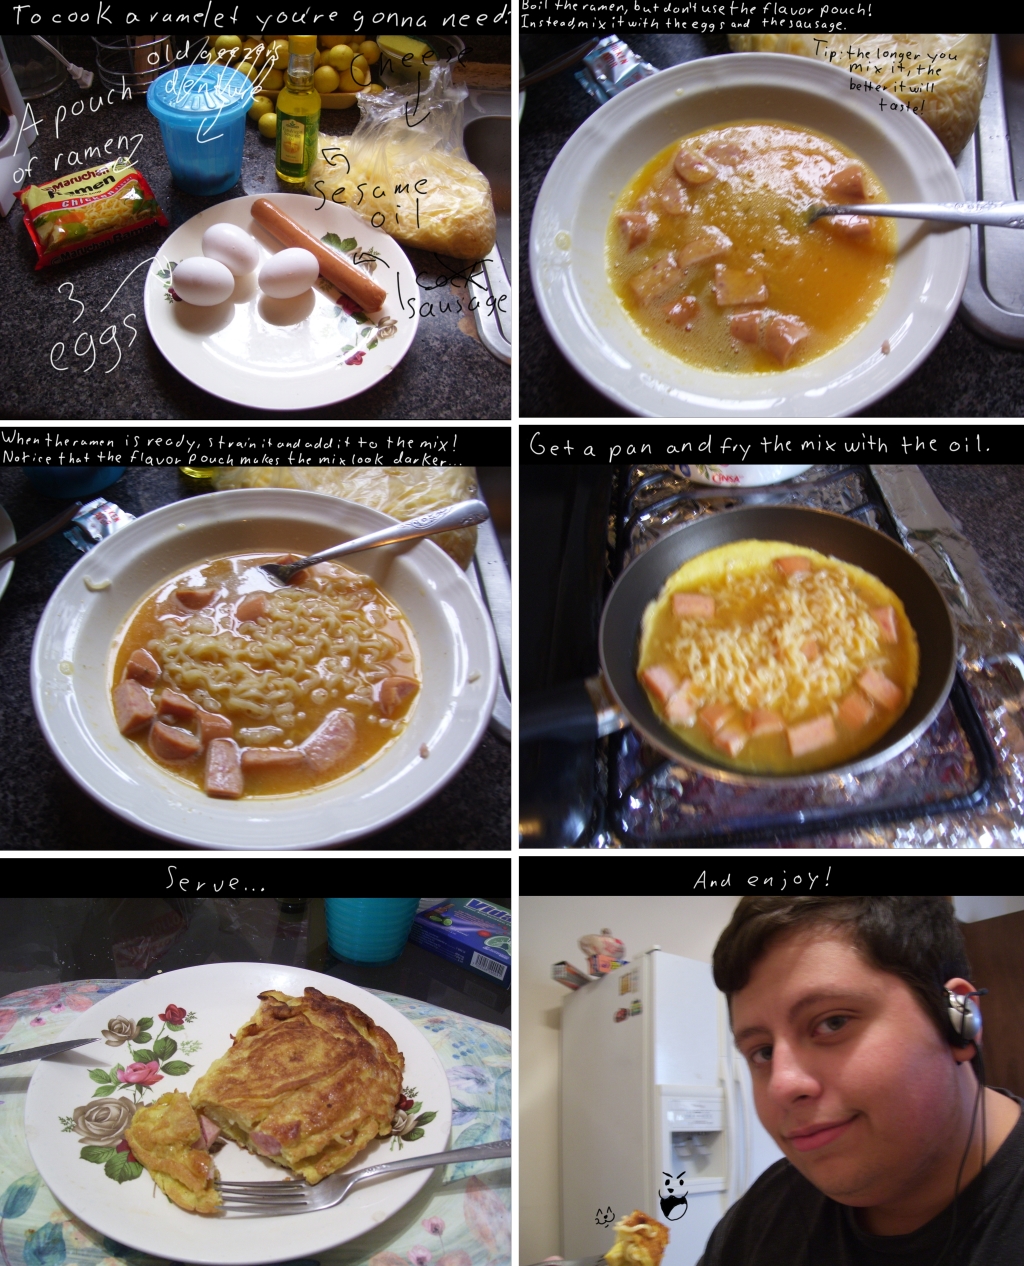 To cook a ramelet you're gonna need:
old geezer's
Cheese
A pouch
of ramen
Maruchan
Ramen
Chicken
sesame
oil
3
eggs
1
sausage
Boil the ramen, but don't use the flavor pouch!
Instead, mix it with the eggs and the sausage.
Tip: the longer you
mix it, the
better it will
taste!
When the ramen is ready, strain it and add it to the mix!
Notice that the flavor pouch makes the mix look darker...
Get a pan and fry the mix with the oil.
CINSA
Serve...
And enjoy!